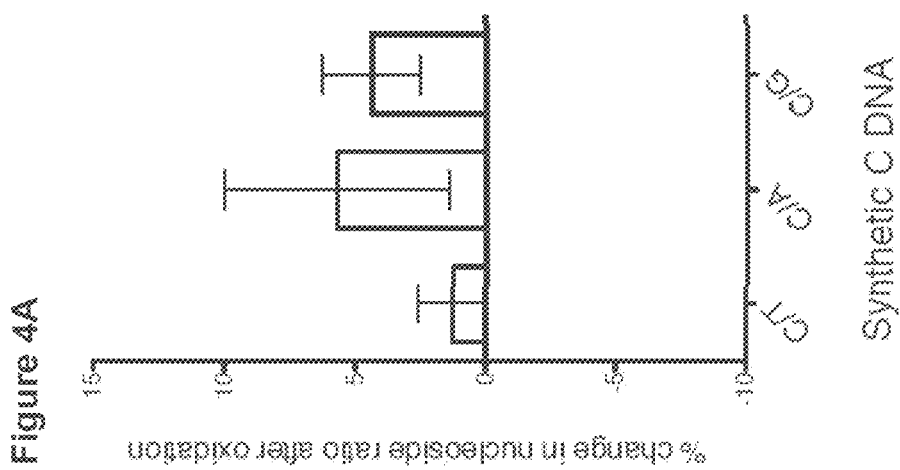 Figure 4A
% change in nucleoside ratio after oxidation
15
10
5
0
-5
-10
C/T
C/A
C/G
Synthetic C DNA